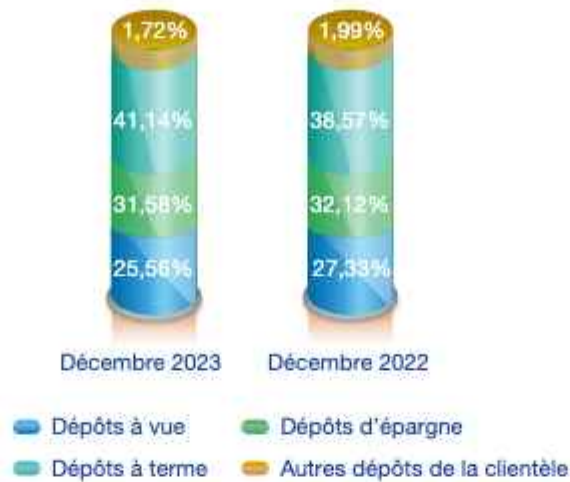 1,72% 1,99%
41,14% 38,57%
31,58% 32,12%
25,56% 27,33%
Décembre 2023 Décembre 2022
Dépôts à vue Dépôts d'épargne
Dépôts à terme Autres dépôts de la clientèle